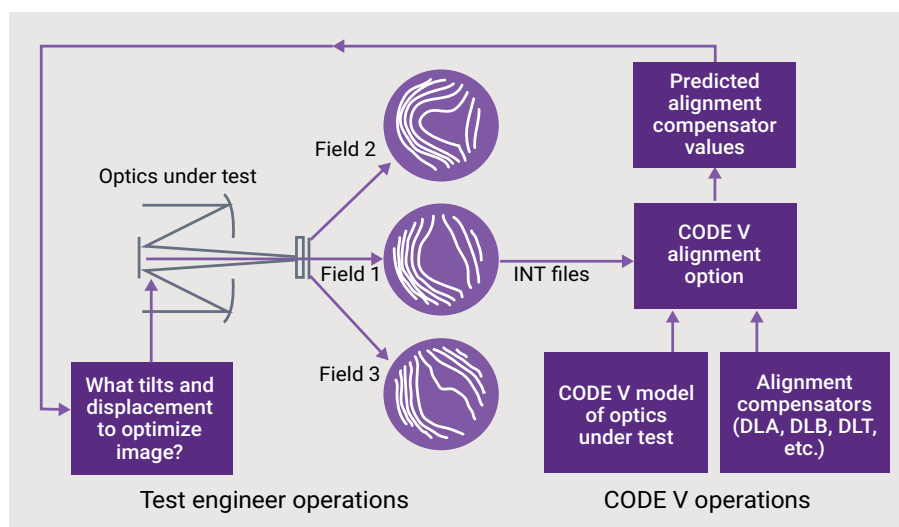 Predicted
alignment
compensator
values
Field 2
Optics under test
CODE V
alignment
option
Field 1
INT files
Field 3
What tilts and
displacement
to optimize
image?
CODE V model
of optics
under test
Alignment
compensators
(DLA, DLB, DLT,
etc.)
Test engineer operations
CODE V operations